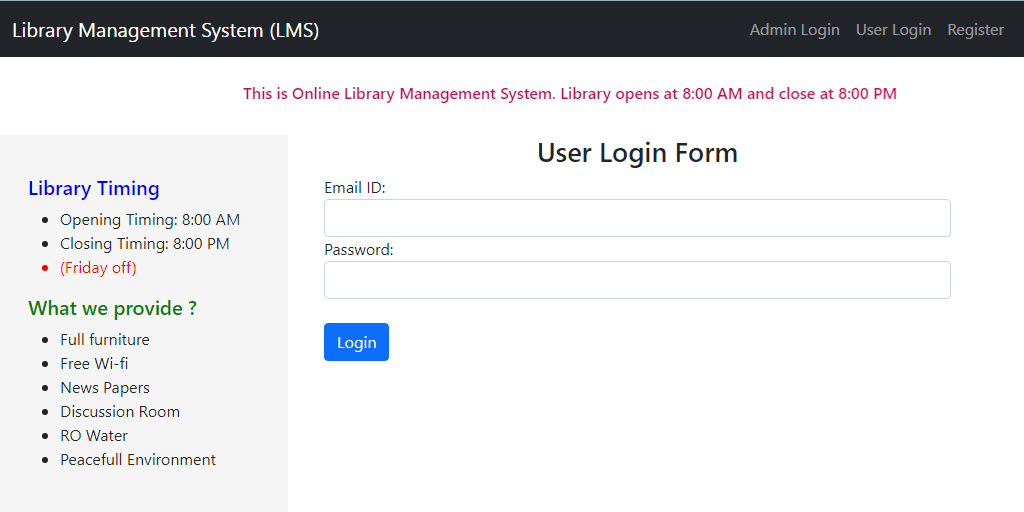 Library Management System (LMS)
Admin Login User Login Register
This is Online Library Management System. Library opens at 8:00 AM and close at 8:00 PM
Library Timing
Opening Timing: 8:00 AM
Closing Timing: 8:00 PM
(Friday off)
What we provide ?
Full furniture
Free Wi-fi
News Papers
Discussion Room
RO Water
Peacefull Environment
User Login Form
Email ID:
Password:
Login